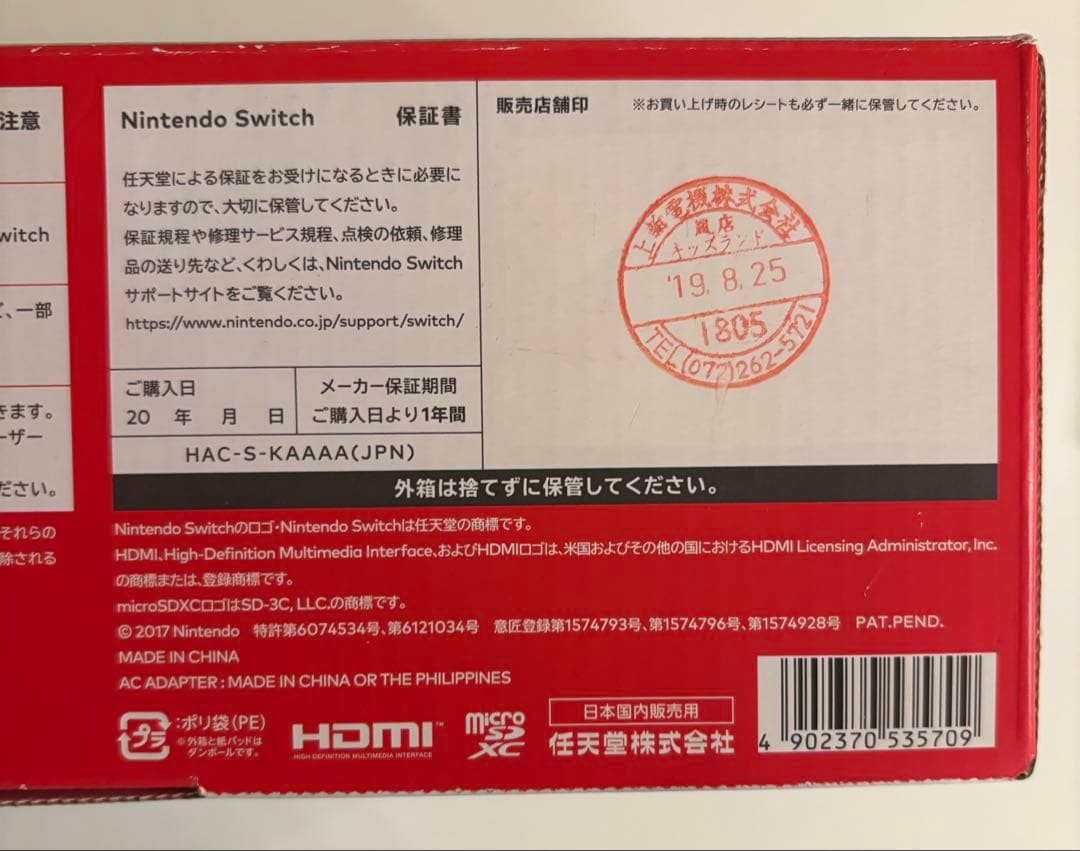 注意
witch
ど、一部
きます。
ーザー
ださい。
それらの
除される
Nintendo Switch 保証書
任天堂による保証をお受けになるときに必要に
なりますので、大切に保管してください。
保証規程や修理サービス規程、点検の依頼、修理
品の送り先など、くわしくは、Nintendo Switch
サポートサイトをご覧ください。
https://www.nintendo.co.jp/support/switch/
ご購入日
20 年 月 日
メーカー保証期間
ご購入日より1年間
HAC-S-KAAAA(JPN)
販売店舗印 ※お買い上げ時のレシートも必ず一緒に保管してください。
上新電機株式会社
店
キッズランド
'19. 8. 25
1805
TEL(072)262-5721
外箱は捨てずに保管してください。
Nintendo Switchのロゴ・Nintendo Switchは任天堂の商標です。
HDMI、High-Definition Multimedia Interface、およびHDMIロゴは、米国およびその他の国におけるHDMI Licensing Administrator, Inc.
の商標または、登録商標です。
microSDXCロゴはSD-3C, LLC.の商標です。
© 2017 Nintendo 特許第6074534号、第6121034号 意匠登録第1574793号、第1574796号、第1574928号 PAT.PEND.
MADE IN CHINA
AC ADAPTER : MADE IN CHINA OR THE PHILIPPINES
プラ
:ポリ袋(PE)
※外箱と紙パッドは
ダンボールです。
HDMI™
HIGH-DEFINITION MULTIMEDIA INTERFACE
micro
SD
XC
日本国内販売用
任天堂株式会社
4 902370 535709